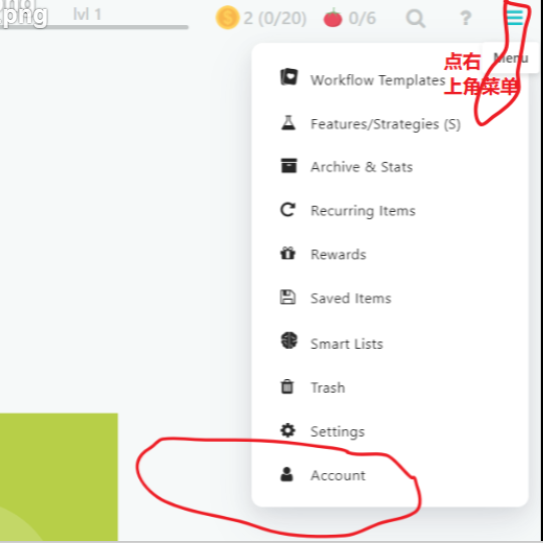 png
lvl 1
2 (0/20)
0/6
?
点右
Menu
上角菜单
Workflow Templates
Features/Strategies (S)
Archive & Stats
Recurring Items
Rewards
Saved Items
Smart Lists
Trash
Settings
Account